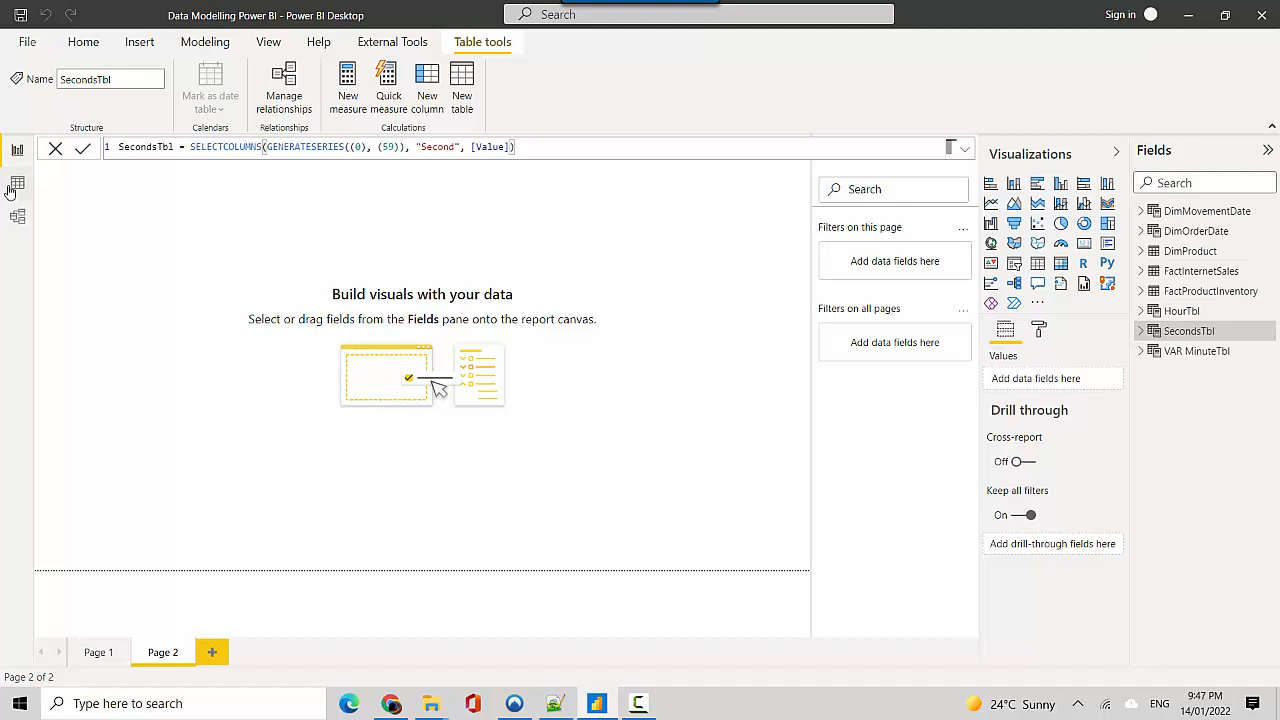 Data Modelling Power BI - Power BI Desktop
Search
Sign in
File
Home
Insert
Modeling
View
Help
External Tools
Table tools
Name
SecondsTbl
Mark as date
table
Manage
relationships
New
measure
Quick
measure
New
column
New
table
Structure
Calendars
Relationships
Calculations
1 SecondsTbl = SELECTCOLUMNS(GENERATESERIES((0), (59)), "Second", [Value])
Build visuals with your data
Select or drag fields from the Fields pane onto the report canvas.
Search
Filters on this page
...
Add data fields here
Filters on all pages
...
Add data fields here
Visualizations
R
Py
...
Values
Add data fields here
Drill through
Cross-report
Off
Keep all filters
On
Add drill-through fields here
Fields
Search
DimMovementDate
DimOrderDate
DimProduct
FactInternetSales
FactProductInventory
HourTbl
SecondsTbl
VAR MinuteTbl
Page 1
Page 2
Page 2 of 2
Type here to search
24°C Sunny
ENG
9:47 PM
14/01/2022